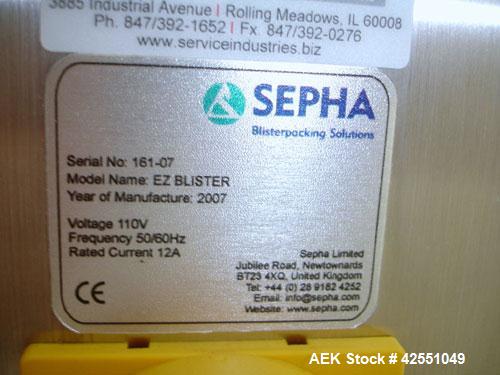 3885 Industrial Avenue | Rolling Meadows, IL 60008
Ph. 847/392-1652 | Fx. 847/392-0276
www.serviceindustries.biz
SEPHA
Blisterpacking Solutions
Serial No: 161-07
Model Name: EZ BLISTER
Year of Manufacture: 2007
Voltage 110V
Frequency 50/60Hz
Rated Current 12A
Sepha Limited
Jubilee Road, Newtownards
BT23 4XQ, United Kingdom
Tel: +44 (0) 28 9182 4252
Email: info@sepha.com
Website: www.sepha.com
CE
AEK Stock # 42551049